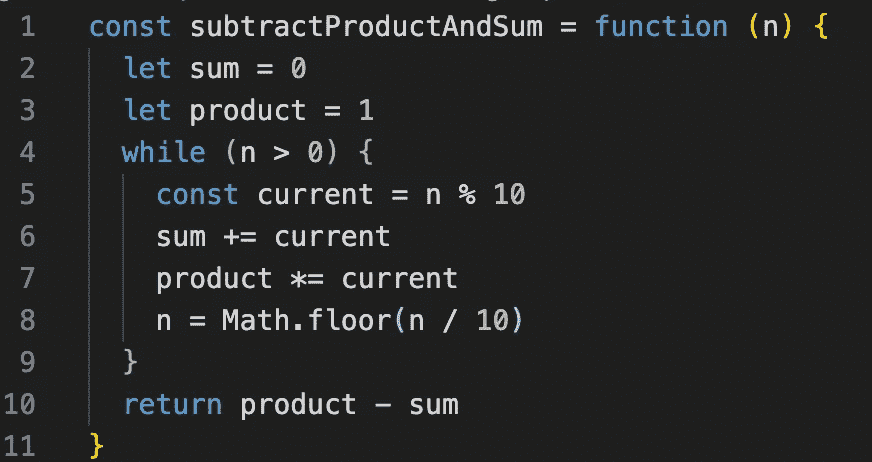 1 const subtractProductAndSum = function (n) {
2 let sum = 0
3 let product = 1
4 while (n > 0) {
5 const current = n % 10
6 sum += current
7 product *= current
8 n = Math.floor(n / 10)
9 }
10 return product - sum
11 }